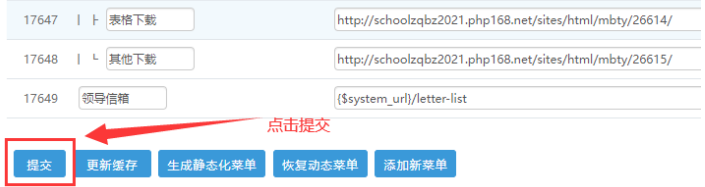 17647 | ├ 表格下载 http://schoolzqbz2021.php168.net/sites/html/mbty/26614/
17648 | └ 其他下载 http://schoolzqbz2021.php168.net/sites/html/mbty/26615/
17649 领导信箱 {$system_url}/letter-list
点击提交
提交 更新缓存 生成静态化菜单 恢复动态菜单 添加新菜单